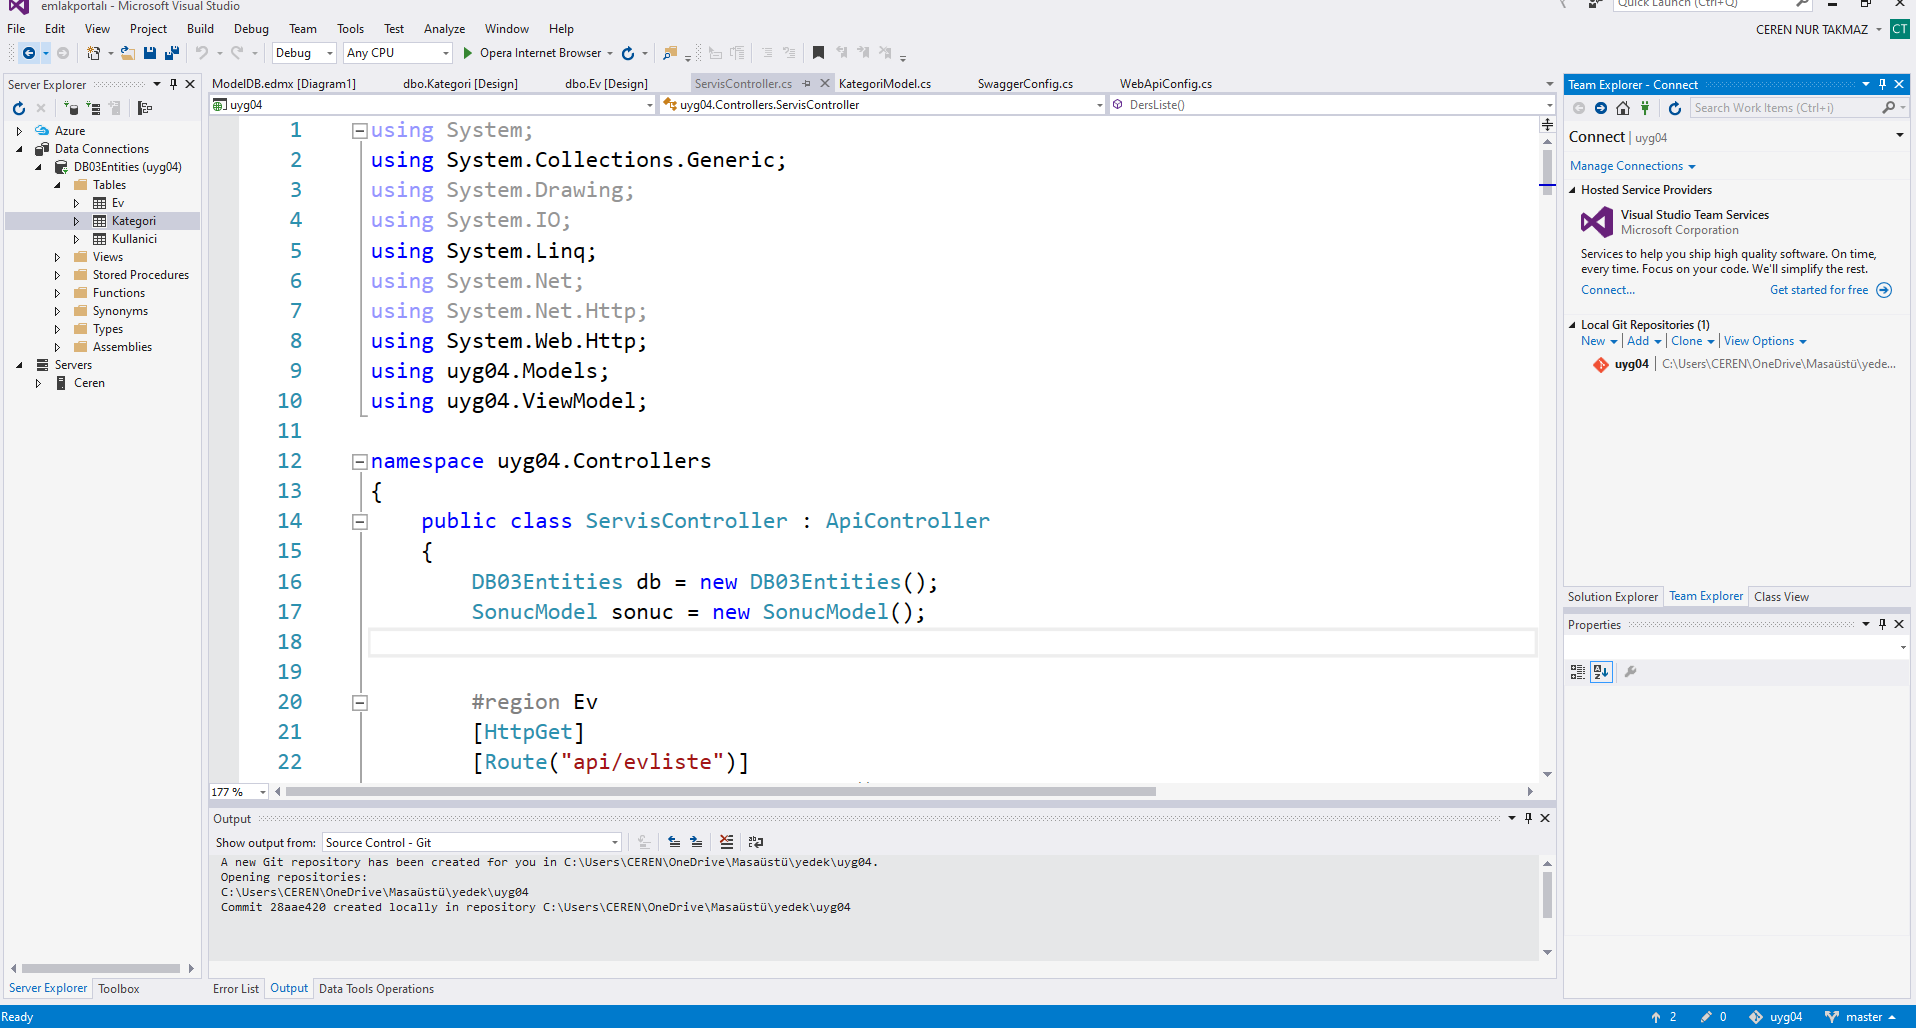 emlakportalı - Microsoft Visual Studio
Quick Launch (Ctrl+Q)
File Edit View Project Build Debug Team Tools Test Analyze Window Help
CEREN NUR TAKMAZ
CT
Debug Any CPU Opera Internet Browser
Server Explorer
Azure
Data Connections
DB03Entities (uyg04)
Tables
Ev
Kategori
Kullanici
Views
Stored Procedures
Functions
Synonyms
Types
Assemblies
Servers
Ceren
Server Explorer Toolbox
ModelDB.edmx [Diagram1] dbo.Kategori [Design] dbo.Ev [Design] ServisController.cs KategoriModel.cs SwaggerConfig.cs WebApiConfig.cs
uyg04 uyg04.Controllers.ServisController DersListe()
1 using System;
2 using System.Collections.Generic;
3 using System.Drawing;
4 using System.IO;
5 using System.Linq;
6 using System.Net;
7 using System.Net.Http;
8 using System.Web.Http;
9 using uyg04.Models;
10 using uyg04.ViewModel;
11
12 namespace uyg04.Controllers
13 {
14 public class ServisController : ApiController
15 {
16 DB03Entities db = new DB03Entities();
17 SonucModel sonuc = new SonucModel();
18
19
20 #region Ev
21 [HttpGet]
22 [Route("api/evliste")]
177 %
Output
Show output from: Source Control - Git
A new Git repository has been created for you in C:\Users\CEREN\OneDrive\Masaüstü\yedek\uyg04.
Opening repositories:
C:\Users\CEREN\OneDrive\Masaüstü\yedek\uyg04
Commit 28aae420 created locally in repository C:\Users\CEREN\OneDrive\Masaüstü\yedek\uyg04
Error List Output Data Tools Operations
Team Explorer - Connect
Search Work Items (Ctrl+i)
Connect | uyg04
Manage Connections
Hosted Service Providers
Visual Studio Team Services
Microsoft Corporation
Services to help you ship high quality software. On time,
every time. Focus on your code. We'll simplify the rest.
Connect... Get started for free
Local Git Repositories (1)
New | Add | Clone | View Options
uyg04 | C:\Users\CEREN\OneDrive\Masaüstü\yede...
Solution Explorer Team Explorer Class View
Properties
Ready
2 0 uyg04 master